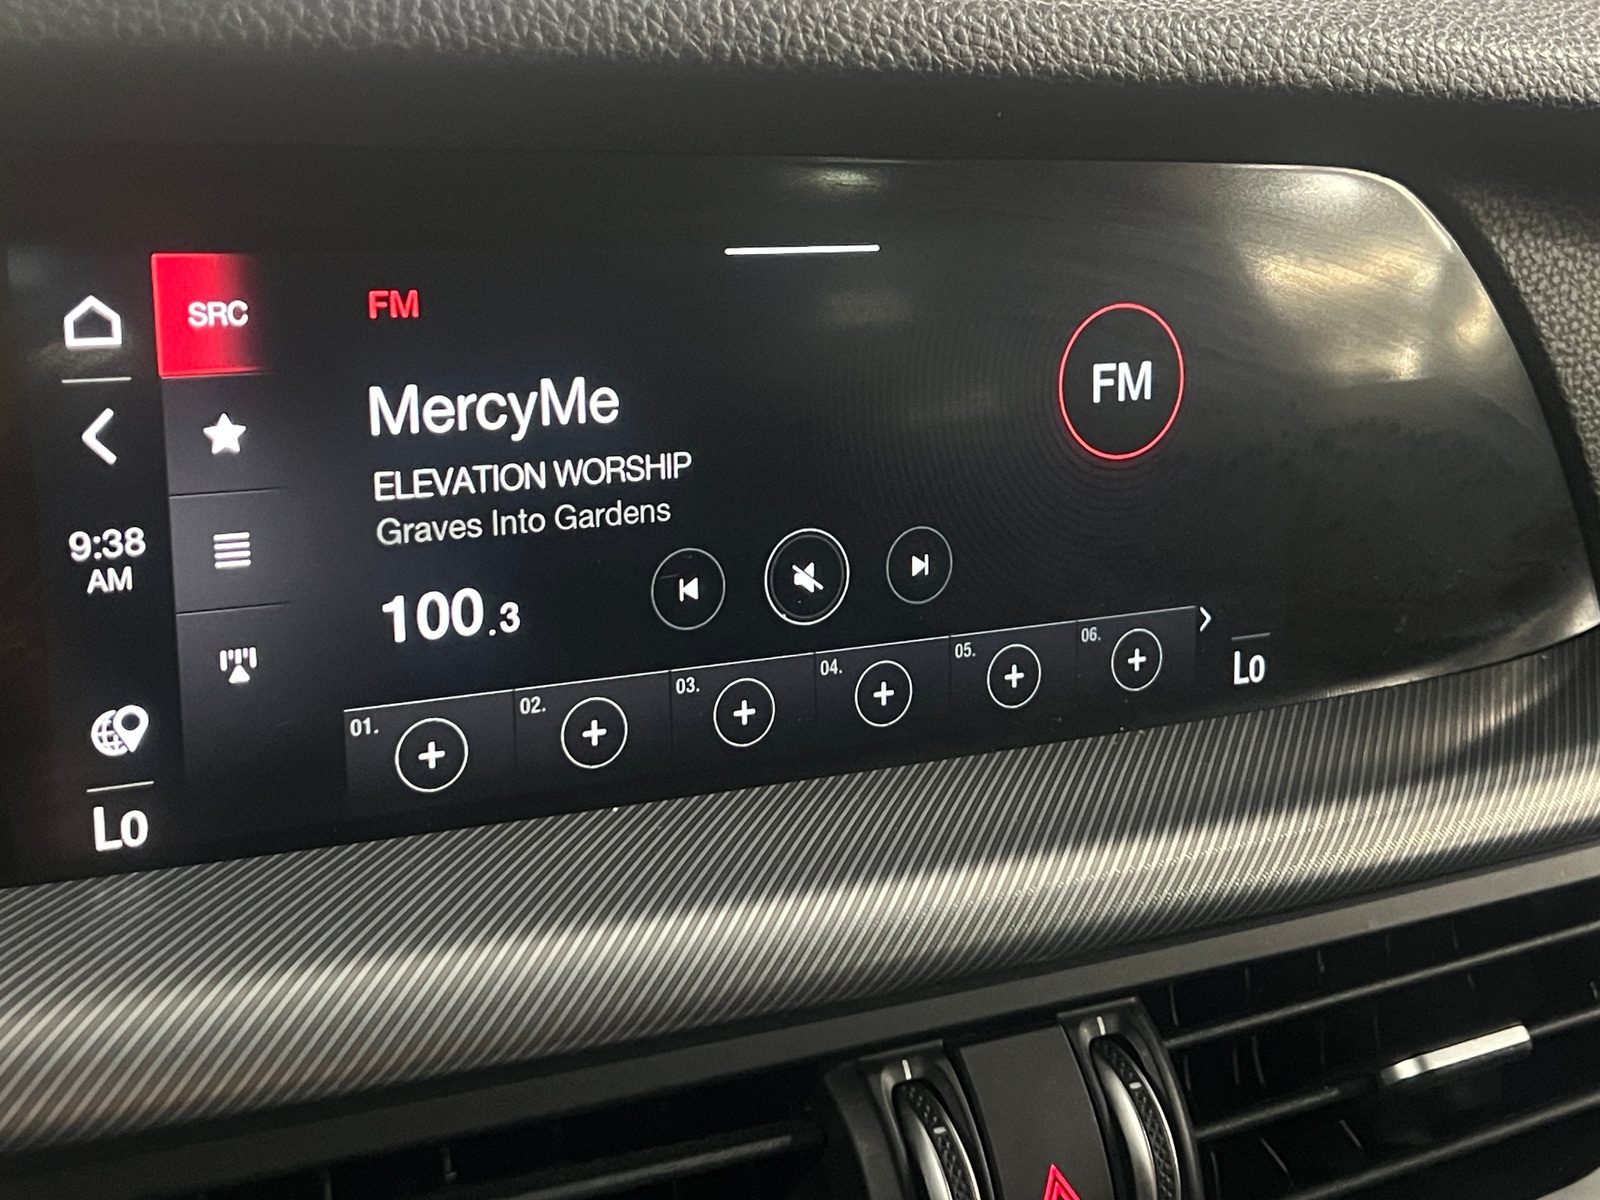 SRC
FM
MercyMe
ELEVATION WORSHIP
Graves Into Gardens
100.3
FM
9:38
AM
01.
02.
03.
04.
05.
06.
Lo
Lo